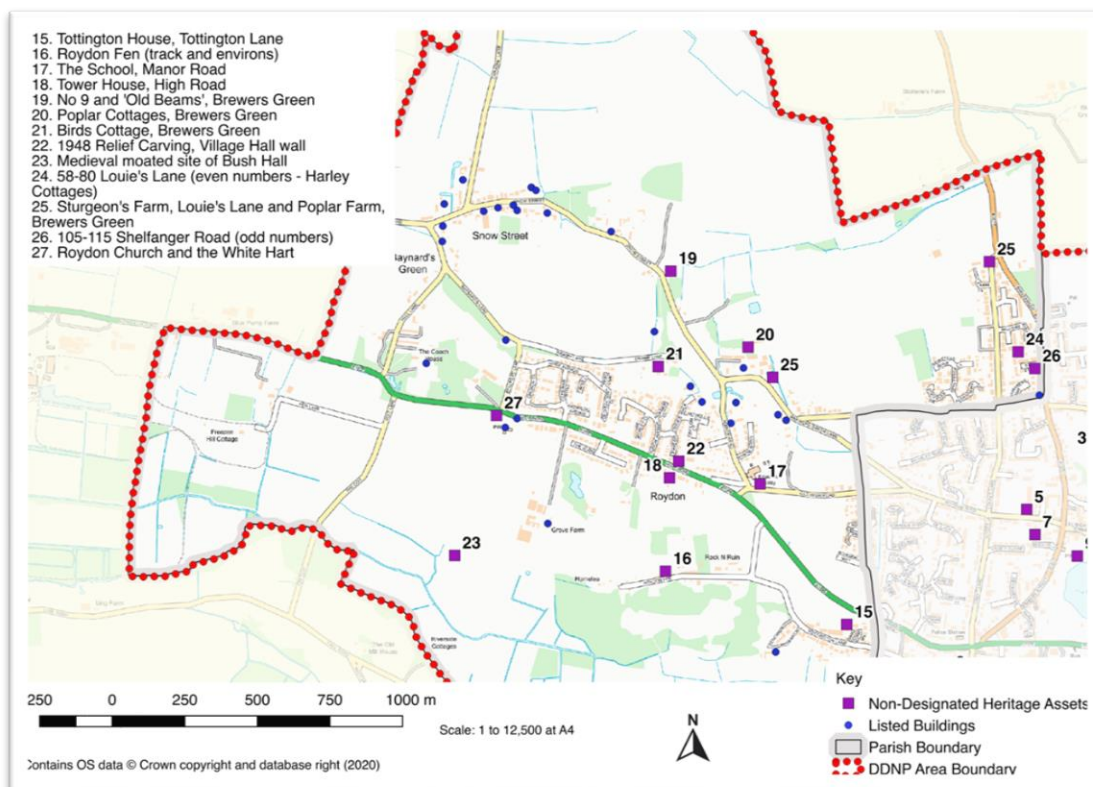 15. Tottington House, Tottington Lane
16. Roydon Fen (track and environs)
17. The School, Manor Road
18. Tower House, High Road
19. No 9 and 'Old Beams', Brewers Green
20. Poplar Cottages, Brewers Green
21. Birds Cottage, Brewers Green
22. 1948 Relief Carving, Village Hall wall
23. Medieval moated site of Bush Hall
24. 58-80 Louie's Lane (even numbers - Harley
Cottages)
25. Sturgeon's Farm, Louie's Lane and Poplar Farm,
Brewers Green
26. 105-115 Shelfanger Road (odd numbers)
27. Roydon Church and the White Hart
Snow Street
aynard's
Green
19
25
20
24
26
The Coach
House
21
25
27
Freezen
Hill Cottage
22
18
17
Roydon
3
5
7
23
Grove Farm
16
Rock N Ruin
15
Riverside
Cottages
Key
Non-Designated Heritage Assets
Listed Buildings
Parish Boundary
DDNP Area Boundary
250 0 250 500 750 1000 m
Scale: 1 to 12,500 at A4
N
Contains OS data © Crown copyright and database right (2020)